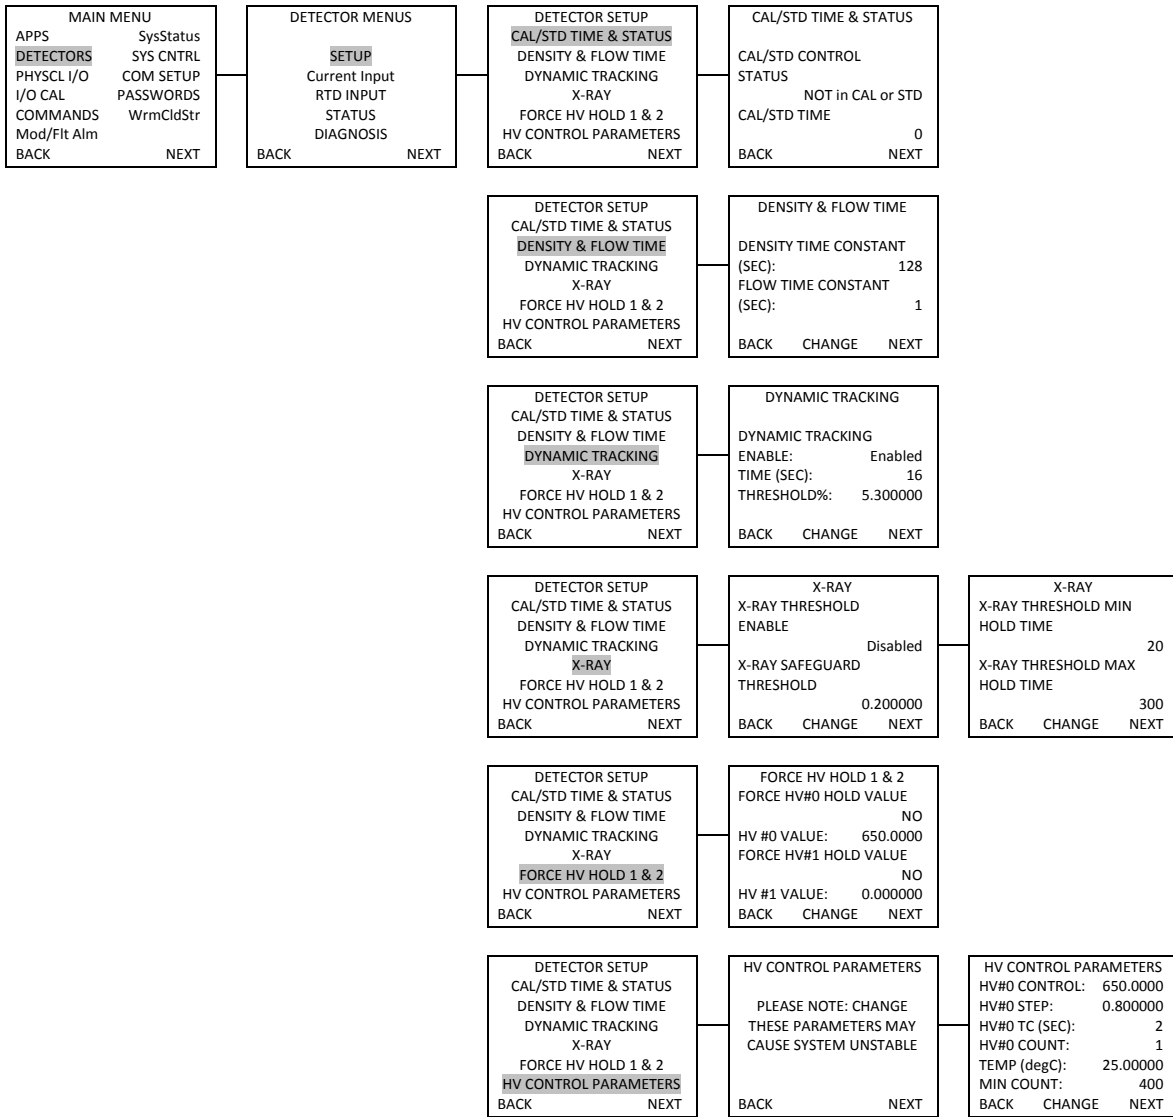 MAIN MENU
APPS SysStatus
DETECTORS SYS CNTRL
PHYSCL I/O COM SETUP
I/O CAL PASSWORDS
COMMANDS WrmCldStr
Mod/Flt Alm
BACK NEXT
DETECTOR MENUS
SETUP
Current Input
RTD INPUT
STATUS
DIAGNOSIS
BACK NEXT
DETECTOR SETUP
CAL/STD TIME & STATUS
DENSITY & FLOW TIME
DYNAMIC TRACKING
X-RAY
FORCE HV HOLD 1 & 2
HV CONTROL PARAMETERS
BACK NEXT
CAL/STD TIME & STATUS
CAL/STD CONTROL
STATUS
NOT in CAL or STD
CAL/STD TIME
0
BACK NEXT
DETECTOR SETUP
CAL/STD TIME & STATUS
DENSITY & FLOW TIME
DYNAMIC TRACKING
X-RAY
FORCE HV HOLD 1 & 2
HV CONTROL PARAMETERS
BACK NEXT
DENSITY & FLOW TIME
DENSITY TIME CONSTANT
(SEC): 128
FLOW TIME CONSTANT
(SEC): 1
BACK CHANGE NEXT
DETECTOR SETUP
CAL/STD TIME & STATUS
DENSITY & FLOW TIME
DYNAMIC TRACKING
X-RAY
FORCE HV HOLD 1 & 2
HV CONTROL PARAMETERS
BACK NEXT
DYNAMIC TRACKING
DYNAMIC TRACKING
ENABLE: Enabled
TIME (SEC): 16
THRESHOLD%: 5.300000
BACK CHANGE NEXT
DETECTOR SETUP
CAL/STD TIME & STATUS
DENSITY & FLOW TIME
DYNAMIC TRACKING
X-RAY
FORCE HV HOLD 1 & 2
HV CONTROL PARAMETERS
BACK NEXT
X-RAY
X-RAY THRESHOLD
ENABLE
Disabled
X-RAY SAFEGUARD
THRESHOLD
0.200000
BACK CHANGE NEXT
X-RAY
X-RAY THRESHOLD MIN
HOLD TIME
20
X-RAY THRESHOLD MAX
HOLD TIME
300
BACK CHANGE NEXT
DETECTOR SETUP
CAL/STD TIME & STATUS
DENSITY & FLOW TIME
DYNAMIC TRACKING
X-RAY
FORCE HV HOLD 1 & 2
HV CONTROL PARAMETERS
BACK NEXT
FORCE HV HOLD 1 & 2
FORCE HV#0 HOLD VALUE
NO
HV #0 VALUE: 650.0000
FORCE HV#1 HOLD VALUE
NO
HV #1 VALUE: 0.000000
BACK CHANGE NEXT
DETECTOR SETUP
CAL/STD TIME & STATUS
DENSITY & FLOW TIME
DYNAMIC TRACKING
X-RAY
FORCE HV HOLD 1 & 2
HV CONTROL PARAMETERS
BACK NEXT
HV CONTROL PARAMETERS
PLEASE NOTE: CHANGE
THESE PARAMETERS MAY
CAUSE SYSTEM UNSTABLE
BACK NEXT
HV CONTROL PARAMETERS
HV#0 CONTROL: 650.0000
HV#0 STEP: 0.800000
HV#0 TC (SEC): 2
HV#0 COUNT: 1
TEMP (degC): 25.00000
MIN COUNT: 400
BACK CHANGE NEXT